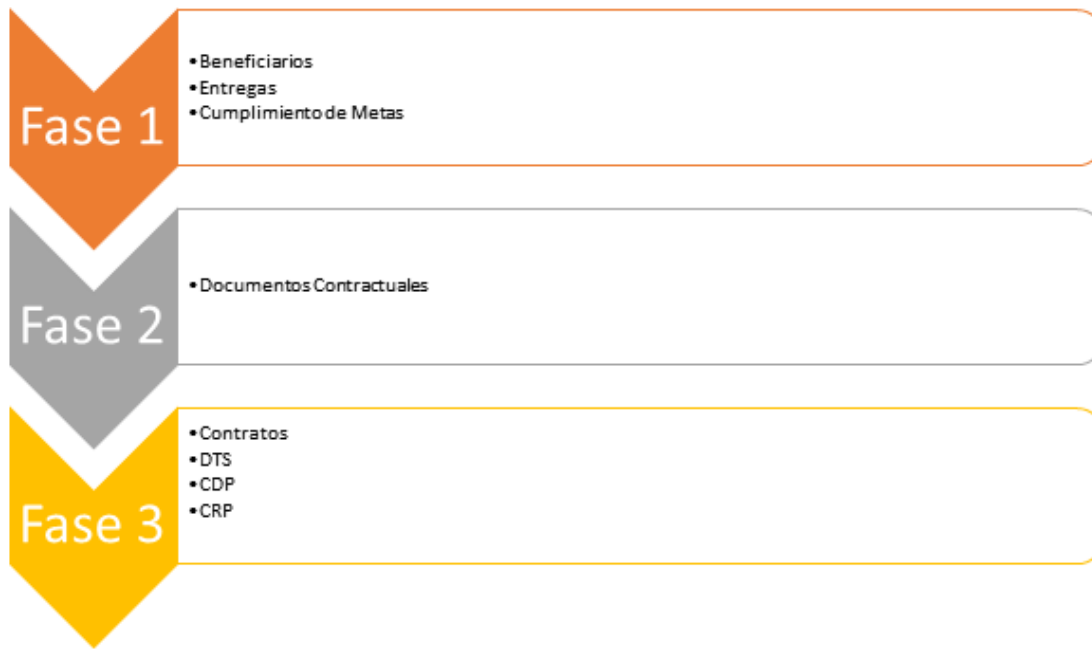 Fase 1
•Beneficiarios
•Entregas
•Cumplimiento de Metas
Fase 2
•Documentos Contractuales
Fase 3
•Contratos
•DTS
•CDP
•CRP